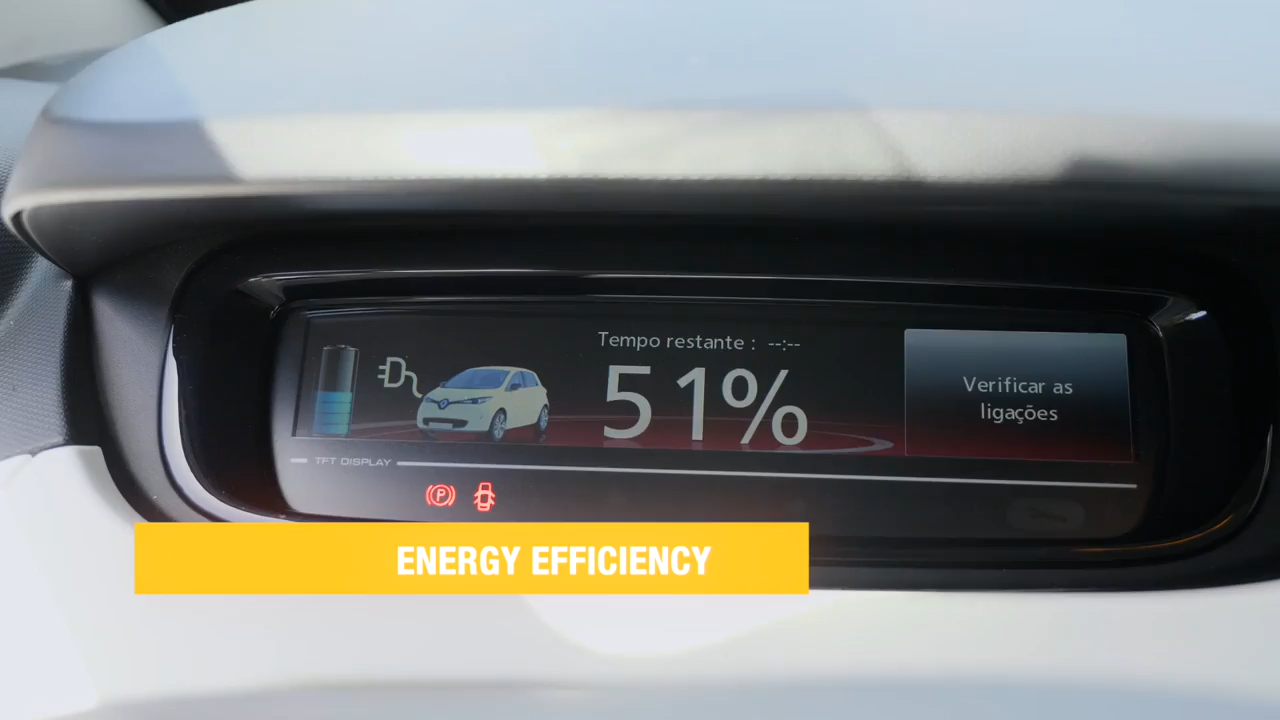 Tempo restante : --:--
51%
Verificar as
ligações
TFT DISPLAY
P
ENERGY EFFICIENCY